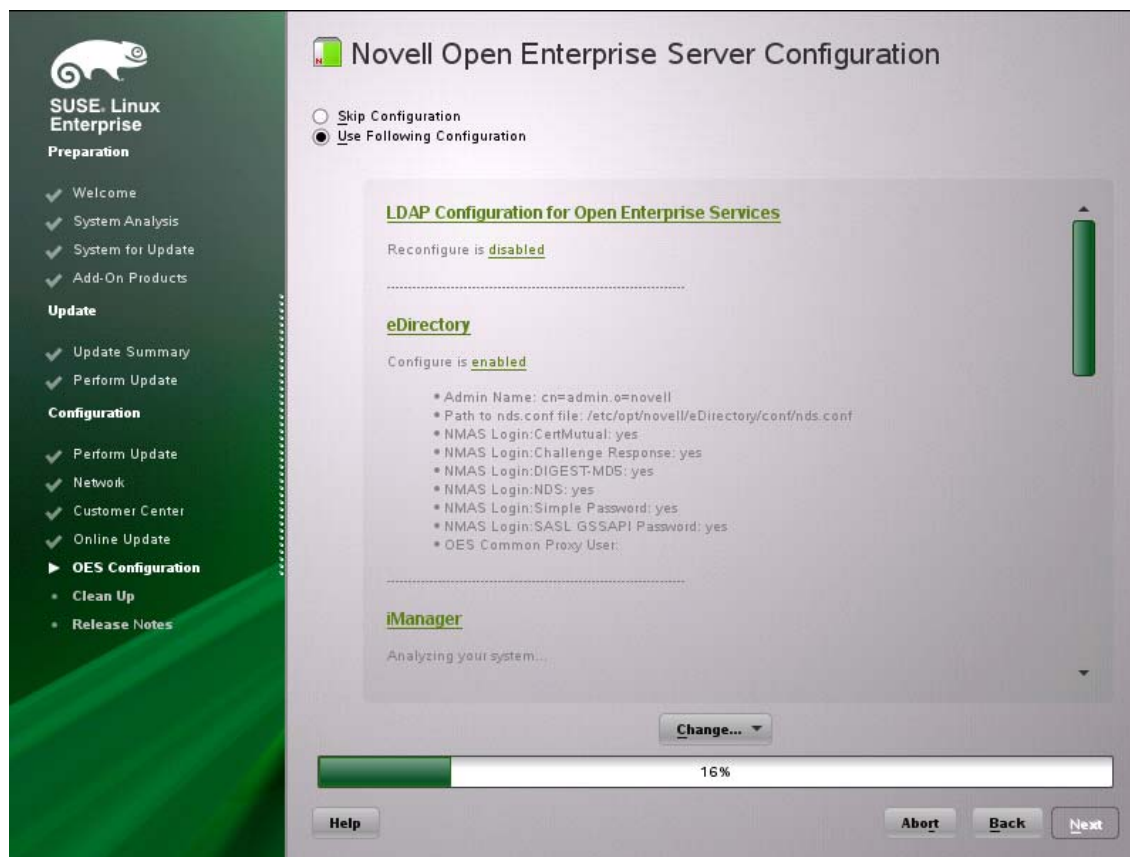 SUSE. Linux
Enterprise
Preparation
Welcome
System Analysis
System for Update
Add-On Products
Update
Update Summary
Perform Update
Configuration
Perform Update
Network
Customer Center
Online Update
OES Configuration
Clean Up
Release Notes
N
Novell Open Enterprise Server Configuration
Skip Configuration
Use Following Configuration
LDAP Configuration for Open Enterprise Services
Reconfigure is disabled
-----------------------------------------------------------------------
eDirectory
Configure is enabled
• Admin Name: cn=admin.o=novell
• Path to nds.conf file: /etc/opt/novell/eDirectory/conf/nds.conf
• NMAS Login:CertMutual: yes
• NMAS Login:Challenge Response: yes
• NMAS Login:DIGEST-MD5: yes
• NMAS Login:NDS: yes
• NMAS Login:Simple Password: yes
• NMAS Login:SASL GSSAPI Password: yes
• OES Common Proxy User:
-----------------------------------------------------------------------
iManager
Analyzing your system...
Change...
16%
Help
Abort
Back
Next